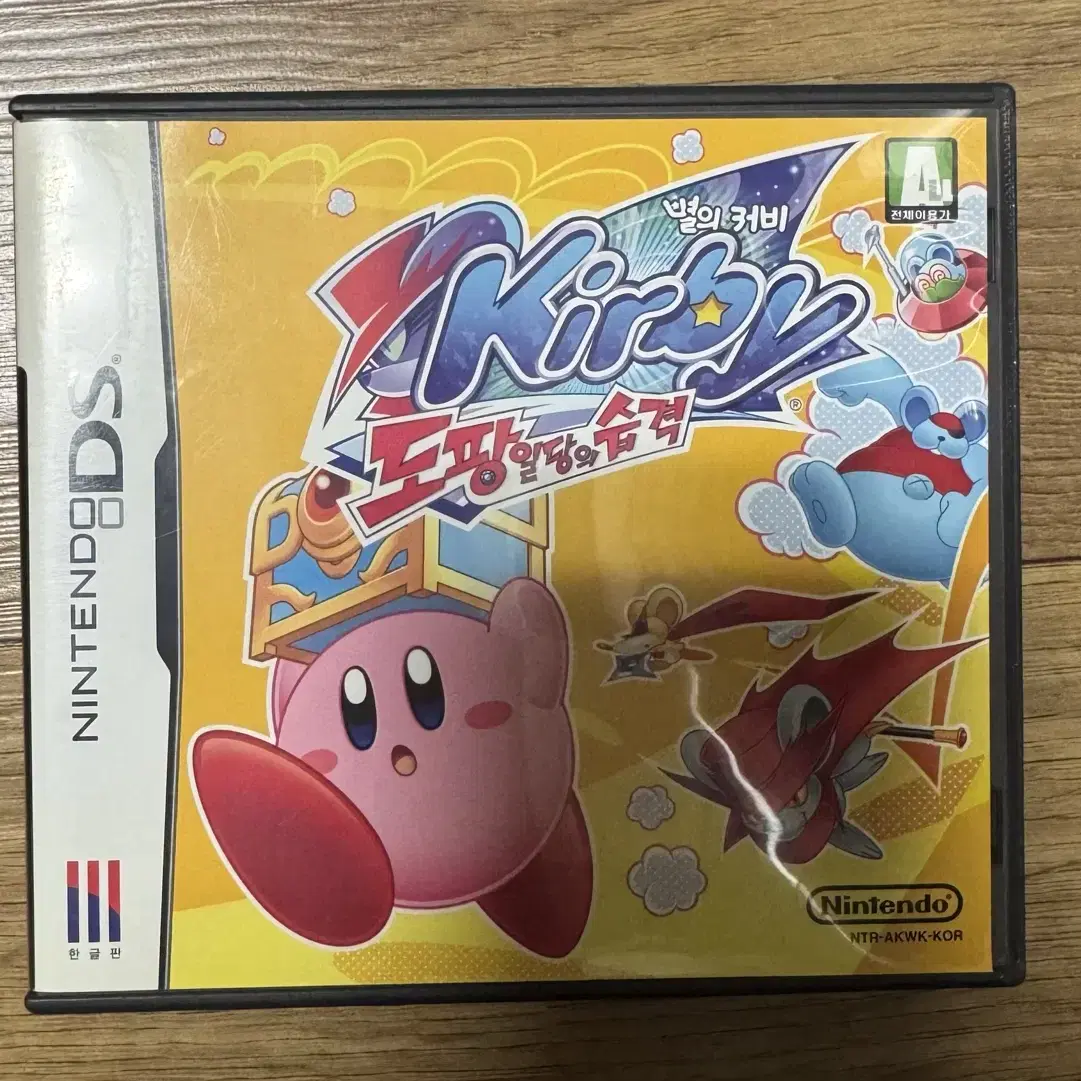 NINTENDO DS®
한글판
별의 커비
Kirby
®
도팡일당의 습격
All
전체이용가
Nintendo®
NTR-AKWK-KOR